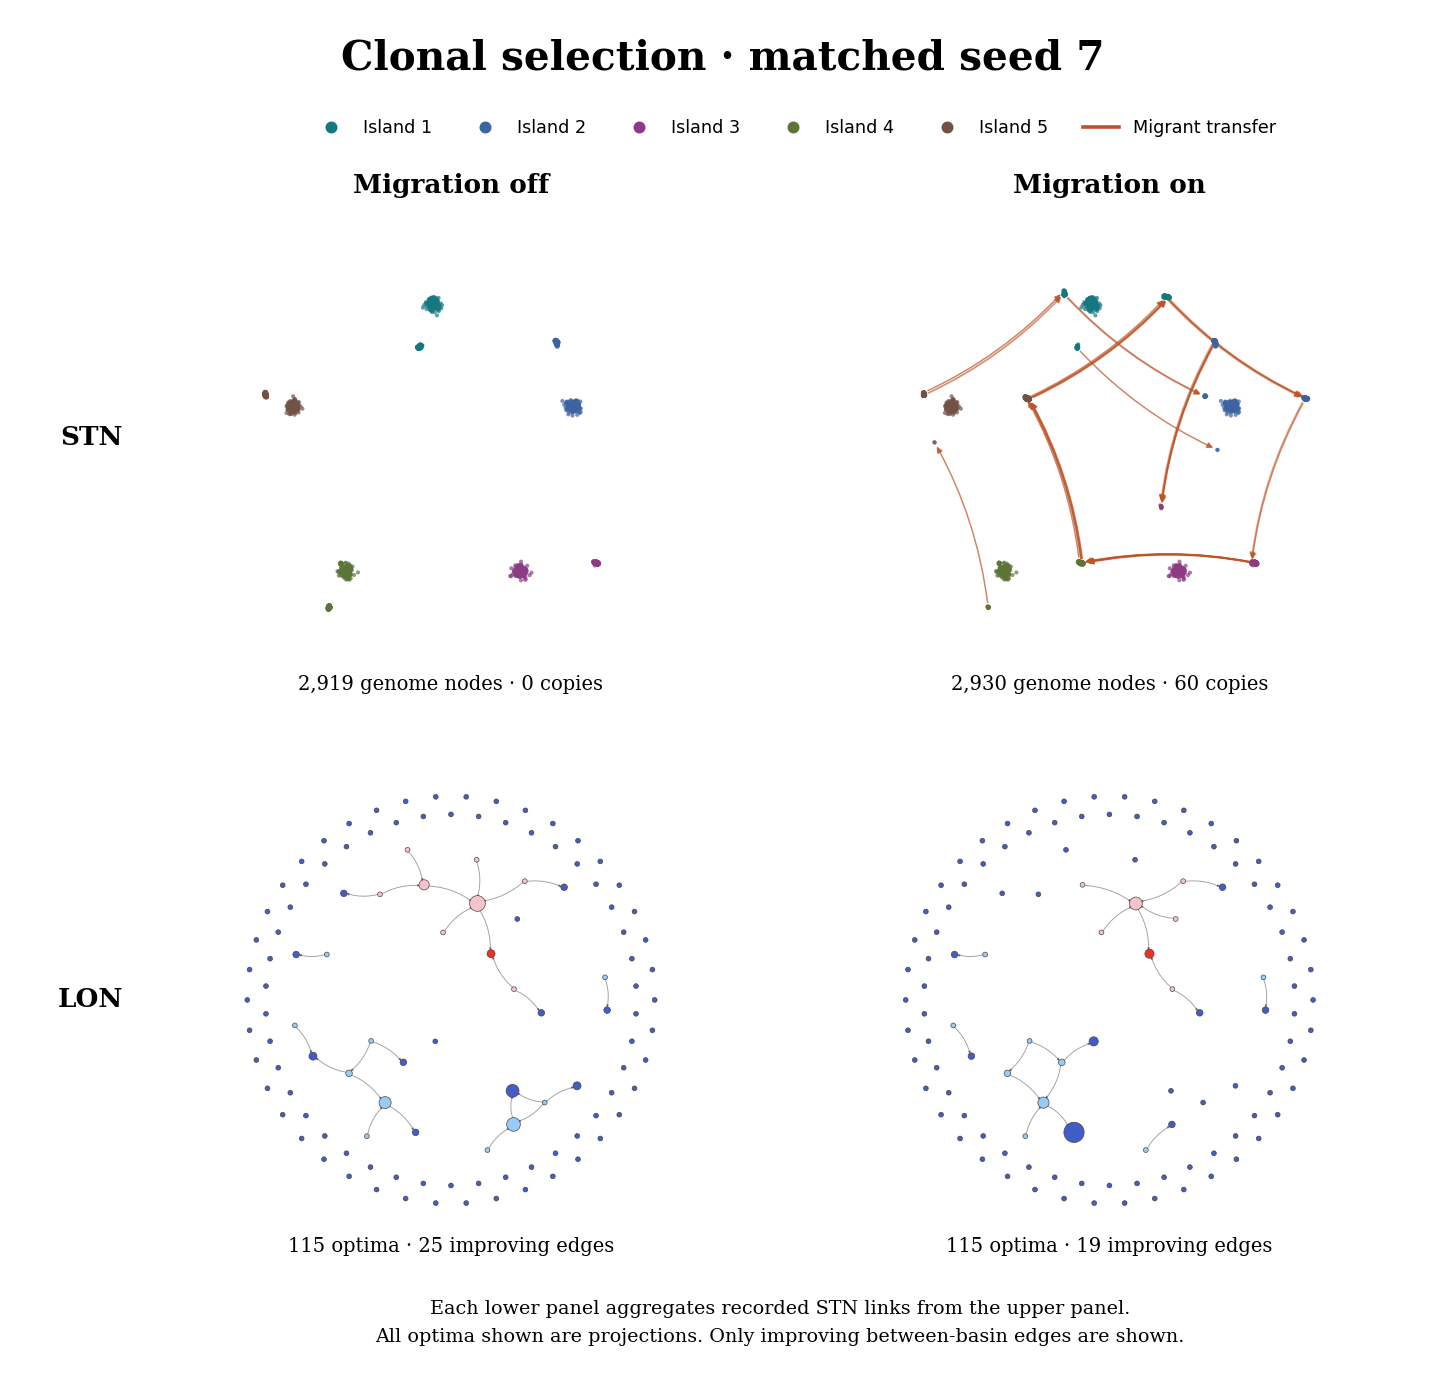 Clonal selection · matched seed 7
Island 1 Island 2 Island 3 Island 4 Island 5 Migrant transfer
Migration off Migration on
STN
2,919 genome nodes · 0 copies 2,930 genome nodes · 60 copies
LON
115 optima · 25 improving edges 115 optima · 19 improving edges
Each lower panel aggregates recorded STN links from the upper panel.
All optima shown are projections. Only improving between-basin edges are shown.